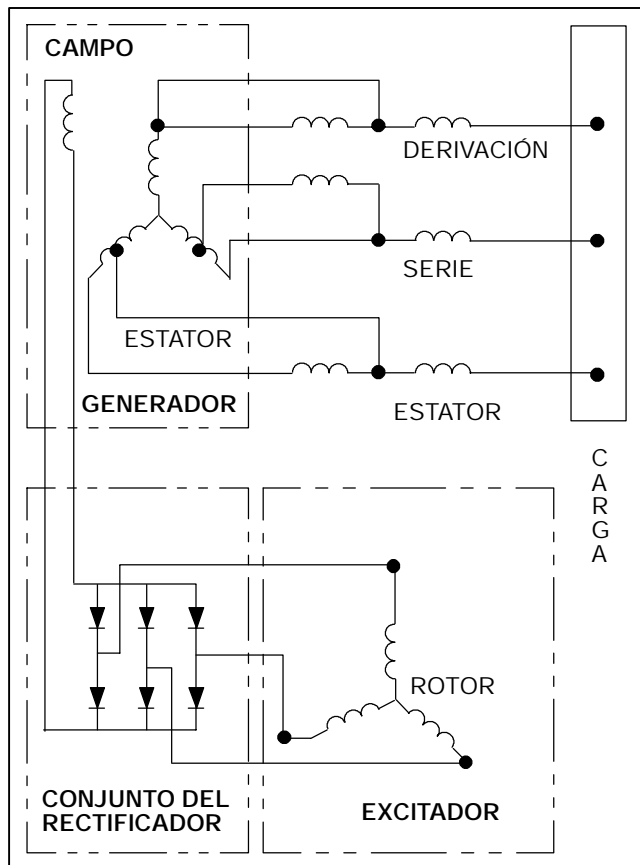 CAMPO
DERIVACIÓN
SERIE
ESTATOR
GENERADOR
ESTATOR
C
A
R
G
A
ROTOR
CONJUNTO DEL
RECTIFICADOR
EXCITADOR